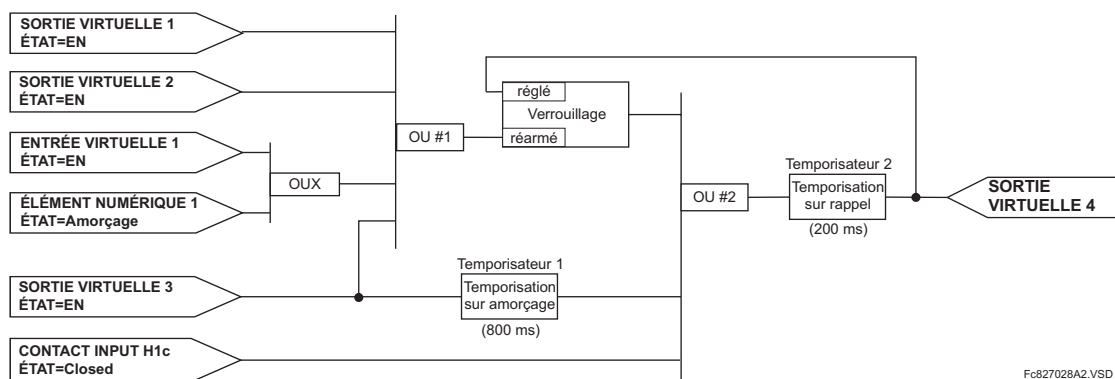 SORTIE VIRTUELLE 1
ÉTAT=EN
SORTIE VIRTUELLE 2
ÉTAT=EN
ENTRÉE VIRTUELLE 1
ÉTAT=EN
ÉLÉMENT NUMÉRIQUE 1
ÉTAT=Amorçage
SORTIE VIRTUELLE 3
ÉTAT=EN
CONTACT INPUT H1c
ÉTAT=Closed
OUX
OU #1
réglé
Verrouillage
réarmé
Temporisateur 1
Temporisation
sur amorçage
(800 ms)
OU #2
Temporisateur 2
Temporisation
sur rappel
(200 ms)
SORTIE
VIRTUELLE 4
Fc827028A2.VSD